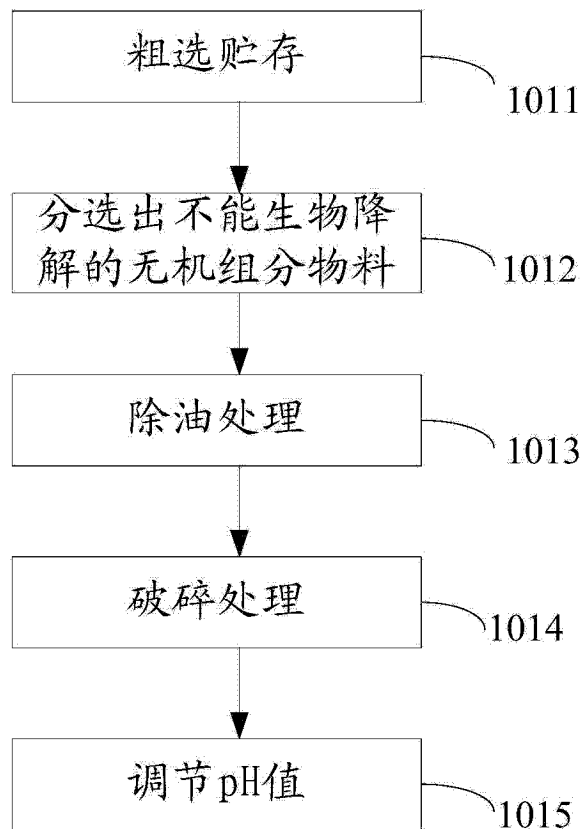 粗选贮存
1011
分选出不能生物降
解的无机组分物料
1012
除油处理
1013
破碎处理
1014
调节pH值
1015